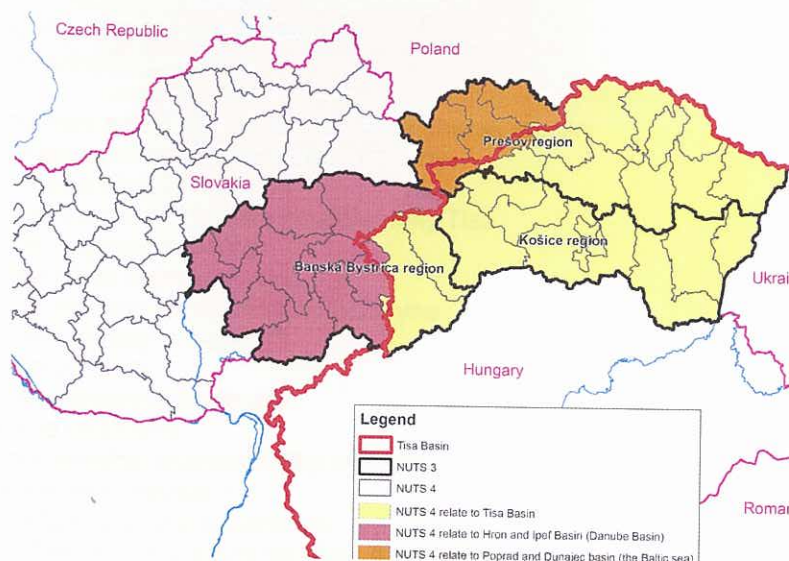 Czech Republic
Poland
Prešov region
Slovakia
Košice region
Banska Bystrica region
Hungary
Legend
Tisa Basin
NUTS 3
NUTS 4
NUTS 4 relate to Tisa Basin
NUTS 4 relate to Hron and Ipeľ Basin (Danube Basin)
NUTS 4 relate to Poprad and Dunajec basin (the Baltic sea)
Ukrai
Roman